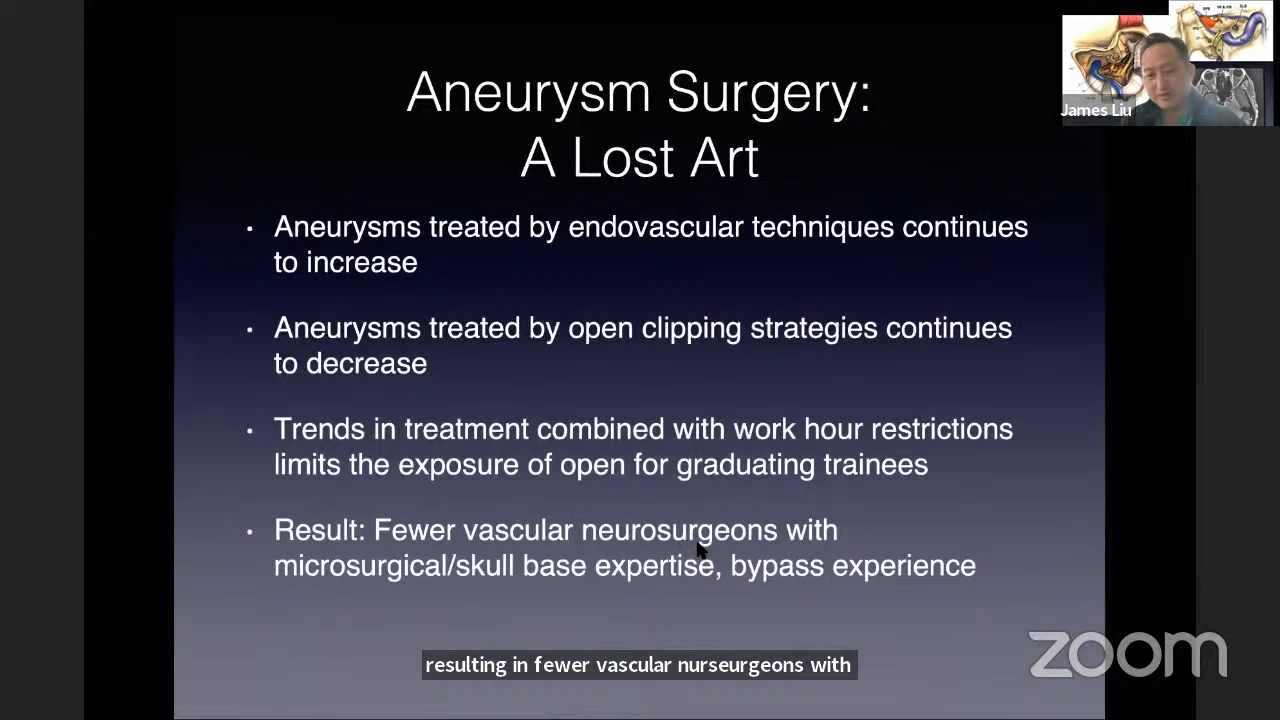 Aneurysm Surgery:
A Lost Art
James Liu
• Aneurysms treated by endovascular techniques continues
to increase
• Aneurysms treated by open clipping strategies continues
to decrease
• Trends in treatment combined with work hour restrictions
limits the exposure of open for graduating trainees
• Result: Fewer vascular neurosurgeons with
microsurgical/skull base expertise, bypass experience
resulting in fewer vascular nurseurgeons with
zoom